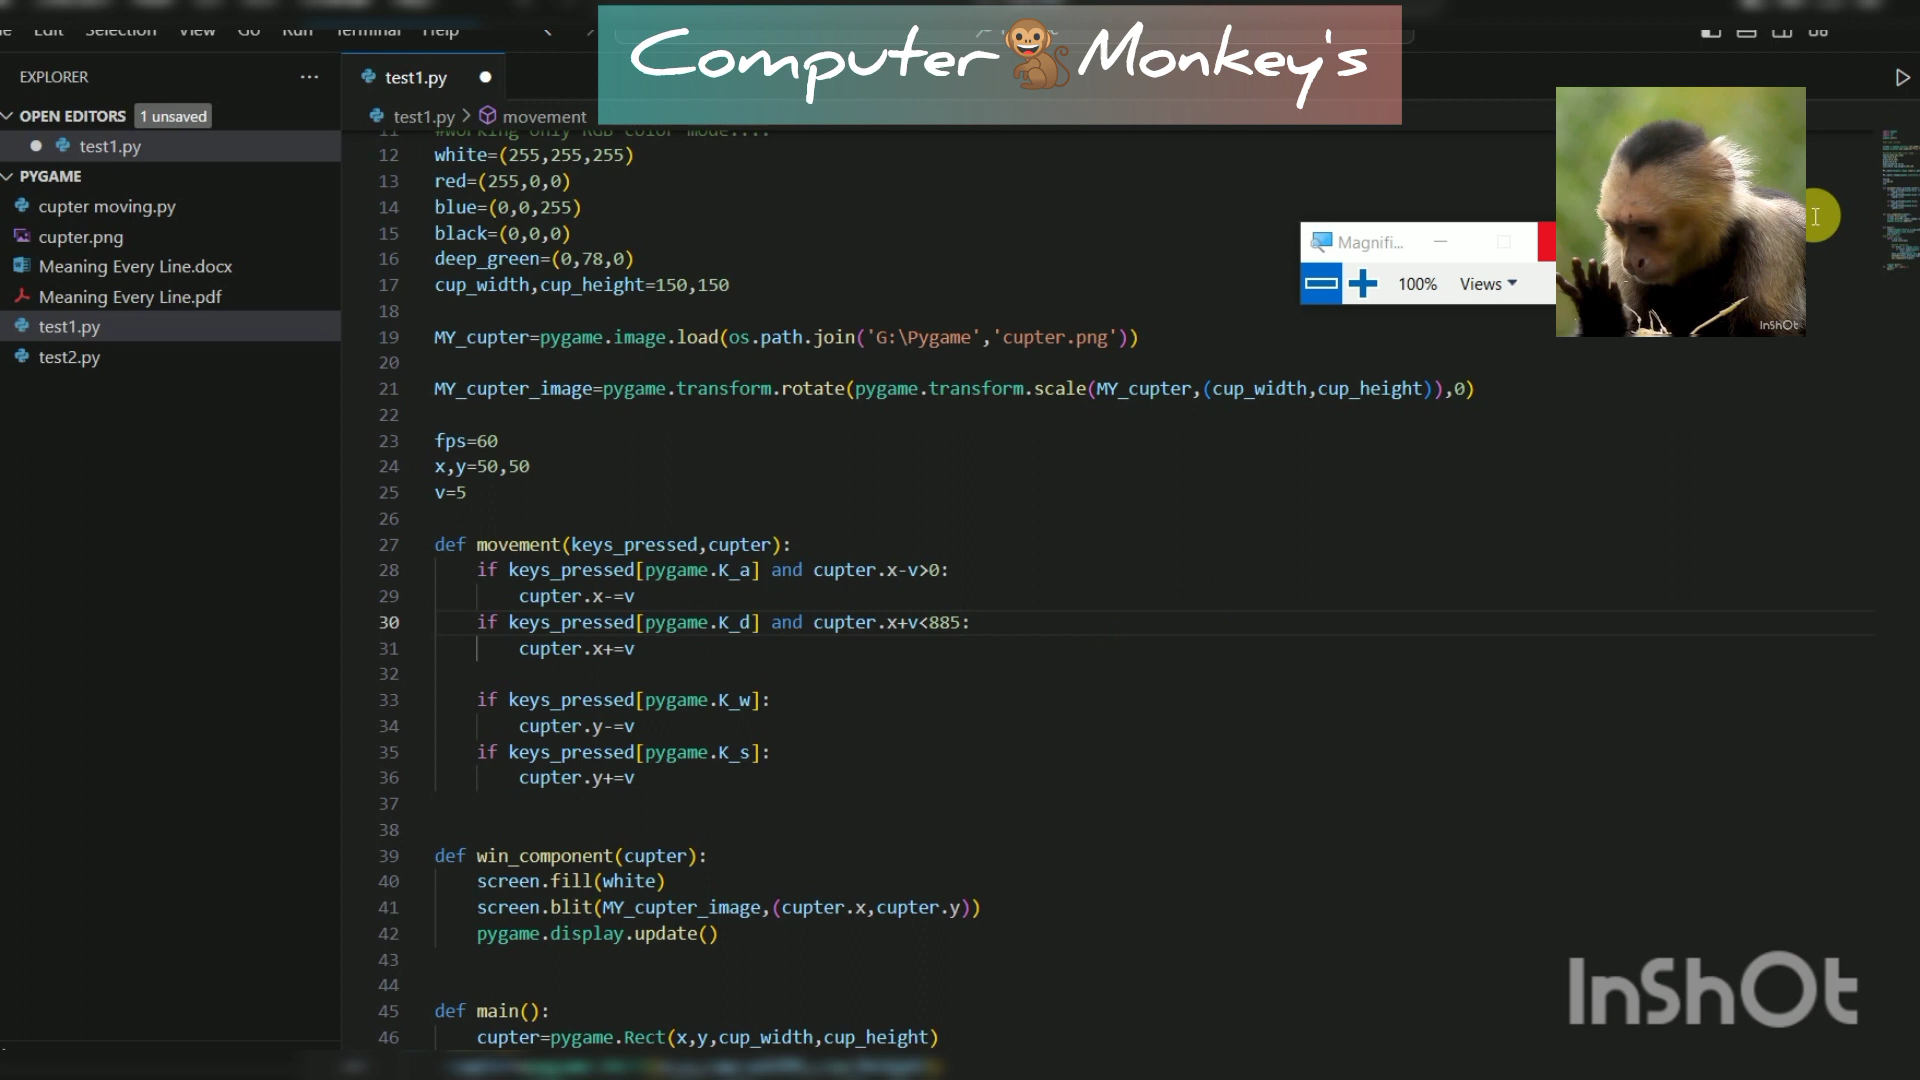 Edit Selection View Go Run Terminal Help
Computer Monkey's
EXPLORER
OPEN EDITORS 1 unsaved
test1.py
PYGAME
cupter moving.py
cupter.png
Meaning Every Line.docx
Meaning Every Line.pdf
test1.py
test2.py
test1.py
test1.py > movement
11 #working only RGB color mode....
12 white=(255,255,255)
13 red=(255,0,0)
14 blue=(0,0,255)
15 black=(0,0,0)
16 deep_green=(0,78,0)
17 cup_width,cup_height=150,150
18
19 MY_cupter=pygame.image.load(os.path.join('G:\Pygame','cupter.png'))
20
21 MY_cupter_image=pygame.transform.rotate(pygame.transform.scale(MY_cupter,(cup_width,cup_height)),0)
22
23 fps=60
24 x,y=50,50
25 v=5
26
27 def movement(keys_pressed,cupter):
28 if keys_pressed[pygame.K_a] and cupter.x-v>0:
29 cupter.x-=v
30 if keys_pressed[pygame.K_d] and cupter.x+v<885:
31 cupter.x+=v
32
33 if keys_pressed[pygame.K_w]:
34 cupter.y-=v
35 if keys_pressed[pygame.K_s]:
36 cupter.y+=v
37
38
39 def win_component(cupter):
40 screen.fill(white)
41 screen.blit(MY_cupter_image,(cupter.x,cupter.y))
42 pygame.display.update()
43
44
45 def main():
46 cupter=pygame.Rect(x,y,cup_width,cup_height)
Magnifi...
100% Views
InShOt
InShOt